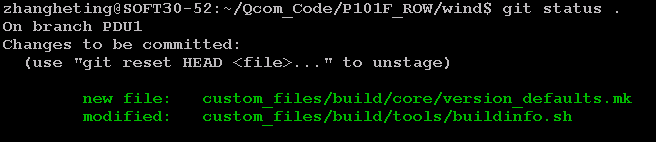 zhangheting@SOFT30-52:~/Qcom_Code/P101F_ROW/wind$ git status .
On branch PDU1
Changes to be committed:
  (use "git reset HEAD <file>..." to unstage)
        new file:   custom_files/build/core/version_defaults.mk
        modified:   custom_files/build/tools/buildinfo.sh